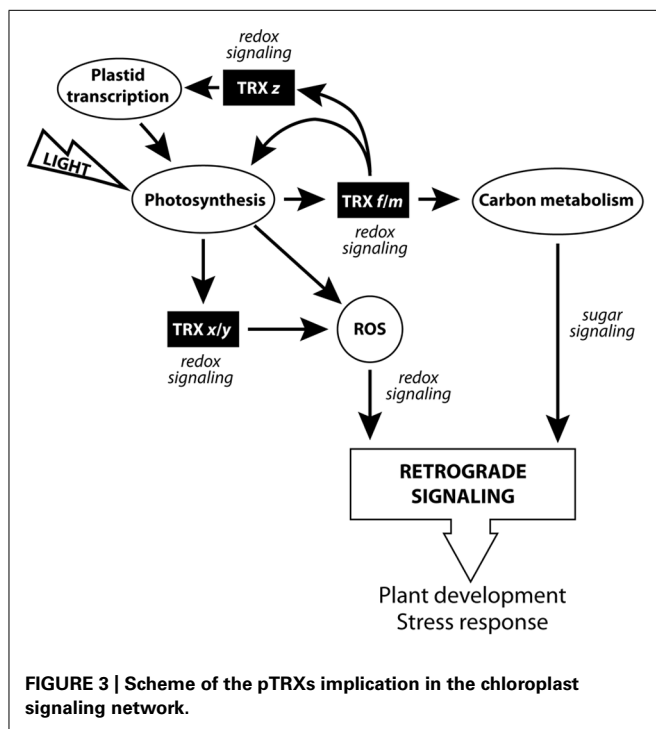 redox
signaling
Plastid
transcription
TRX z
LIGHT
Photosynthesis
TRX f/m
Carbon metabolism
redox
signaling
TRX x/y
ROS
sugar
signaling
redox
signaling
redox
signaling
RETROGRADE
SIGNALING
Plant development
Stress response
FIGURE 3 | Scheme of the pTRXs implication in the chloroplast
signaling network.